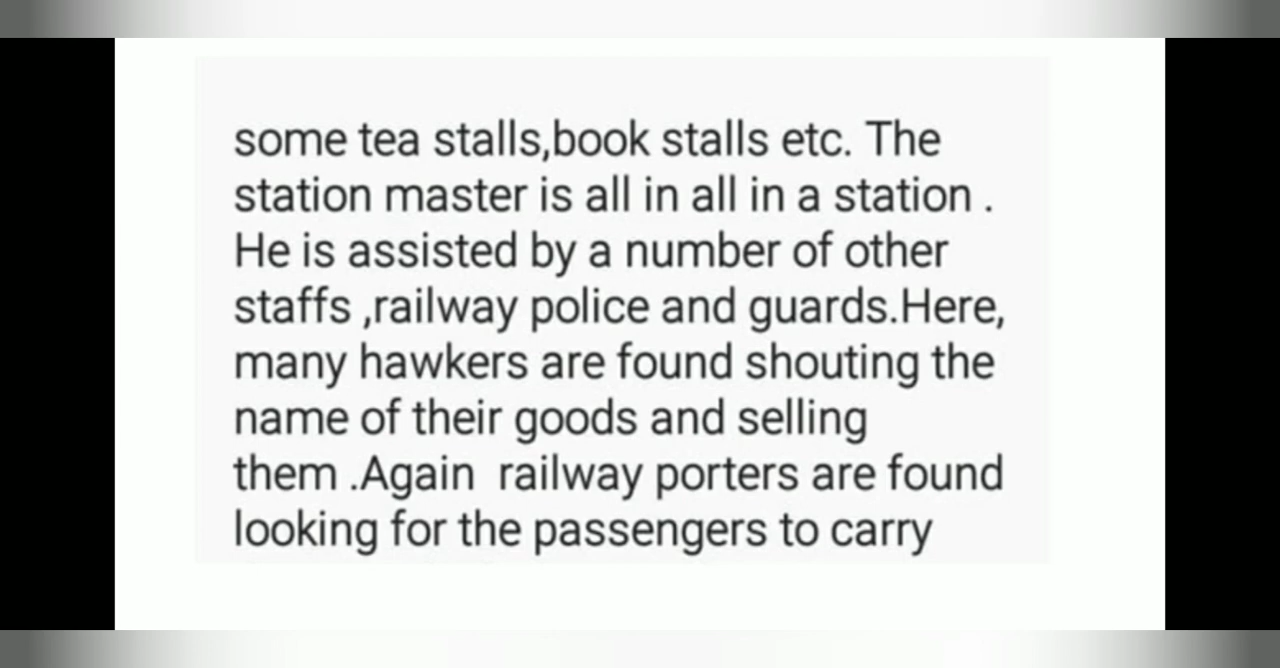 some tea stalls,book stalls etc. The
station master is all in all in a station .
He is assisted by a number of other
staffs ,railway police and guards.Here,
many hawkers are found shouting the
name of their goods and selling
them .Again  railway porters are found
looking for the passengers to carry